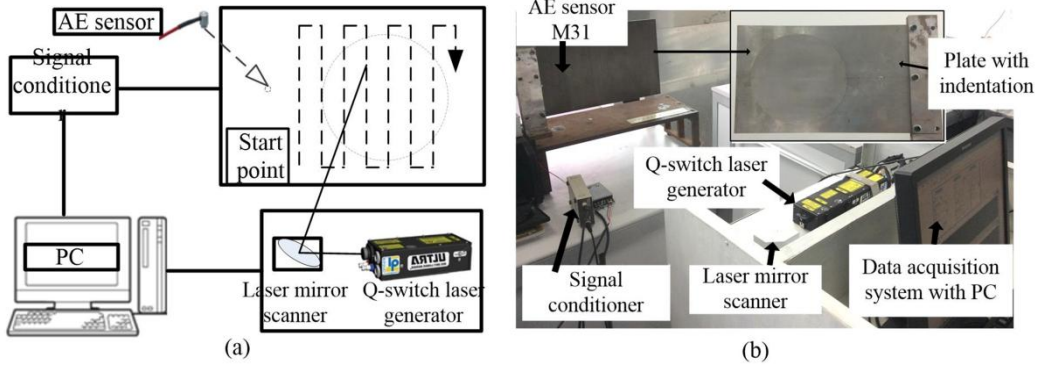 AE sensor
Signal
conditione
r
Start
point
PC
ULTRA
Laser mirror
scanner
Q-switch laser
generator
(a)
AE sensor
M31
Plate with
indentation
Q-switch laser
generator
Signal
conditioner
Laser mirror
scanner
Data acquisition
system with PC
(b)